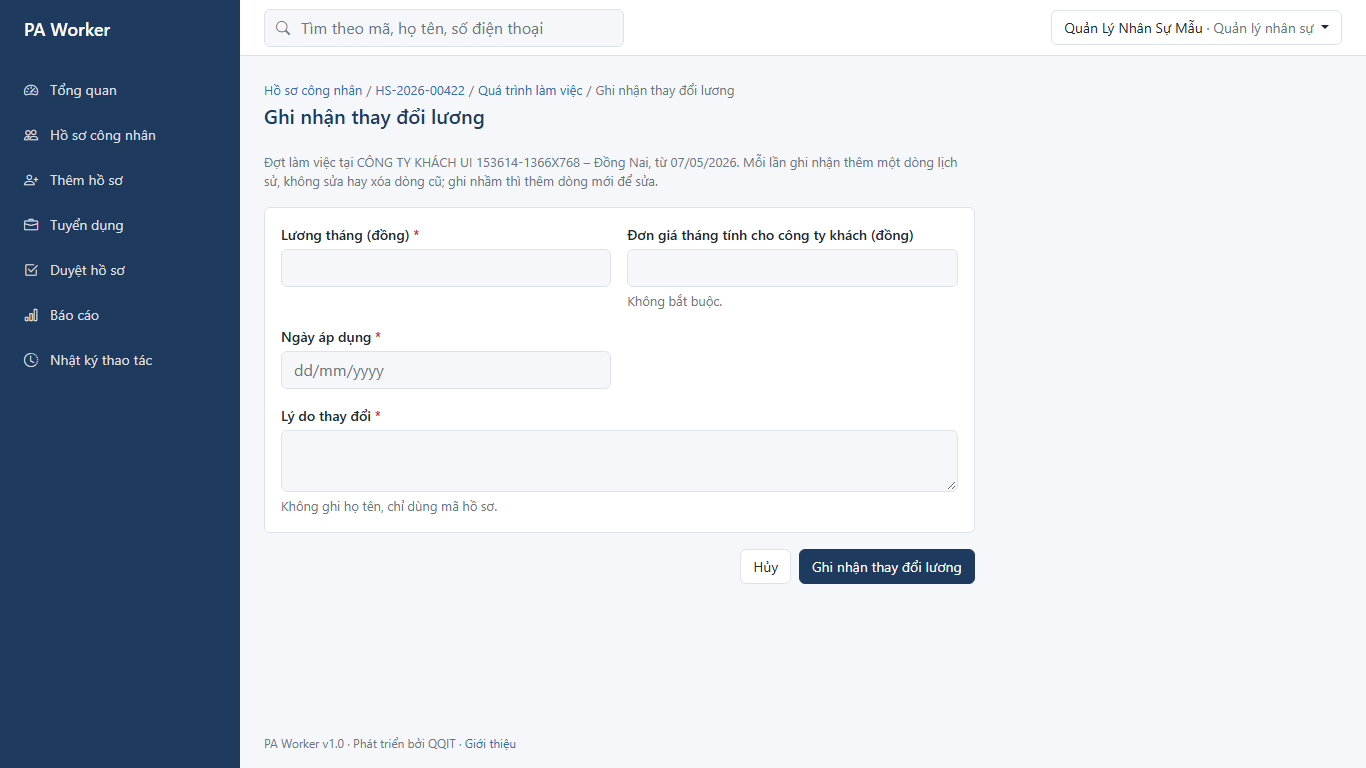 PA Worker
Tìm theo mã, họ tên, số điện thoại
Quản Lý Nhân Sự Mẫu · Quản lý nhân sự
Tổng quan
Hồ sơ công nhân
Thêm hồ sơ
Tuyển dụng
Duyệt hồ sơ
Báo cáo
Nhật ký thao tác
Hồ sơ công nhân / HS-2026-00422 / Quá trình làm việc / Ghi nhận thay đổi lương
Ghi nhận thay đổi lương
Đợt làm việc tại CÔNG TY KHÁCH UI 153614-1366X768 – Đồng Nai, từ 07/05/2026. Mỗi lần ghi nhận thêm một dòng lịch
sử, không sửa hay xóa dòng cũ; ghi nhầm thì thêm dòng mới để sửa.
Lương tháng (đồng) *
Đơn giá tháng tính cho công ty khách (đồng)
Không bắt buộc.
Ngày áp dụng *
dd/mm/yyyy
Lý do thay đổi *
Không ghi họ tên, chỉ dùng mã hồ sơ.
Hủy
Ghi nhận thay đổi lương
PA Worker v1.0 · Phát triển bởi QQIT · Giới thiệu